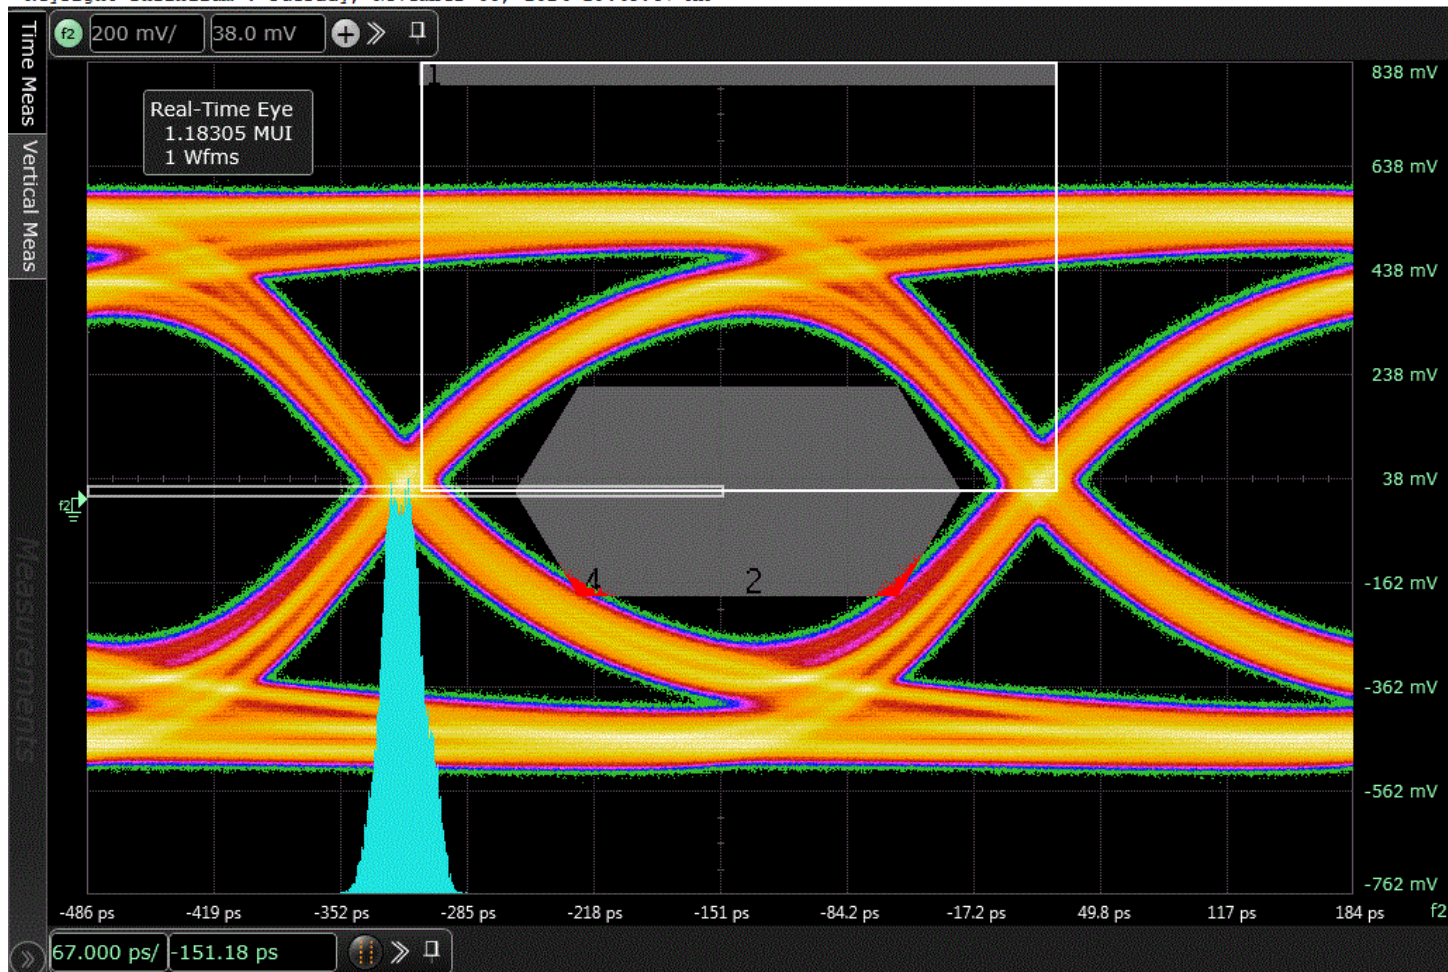 f2 200 mV/ 38.0 mV
Time Meas
Vertical Meas
Measurements
Real-Time Eye
1.18305 MUI
1 Wfms
1
838 mV
638 mV
438 mV
238 mV
38 mV
-162 mV
-362 mV
-562 mV
-762 mV
f2
4
2
-486 ps -419 ps -352 ps -285 ps -218 ps -151 ps -84.2 ps -17.2 ps 49.8 ps 117 ps 184 ps f2
67.000 ps/ -151.18 ps